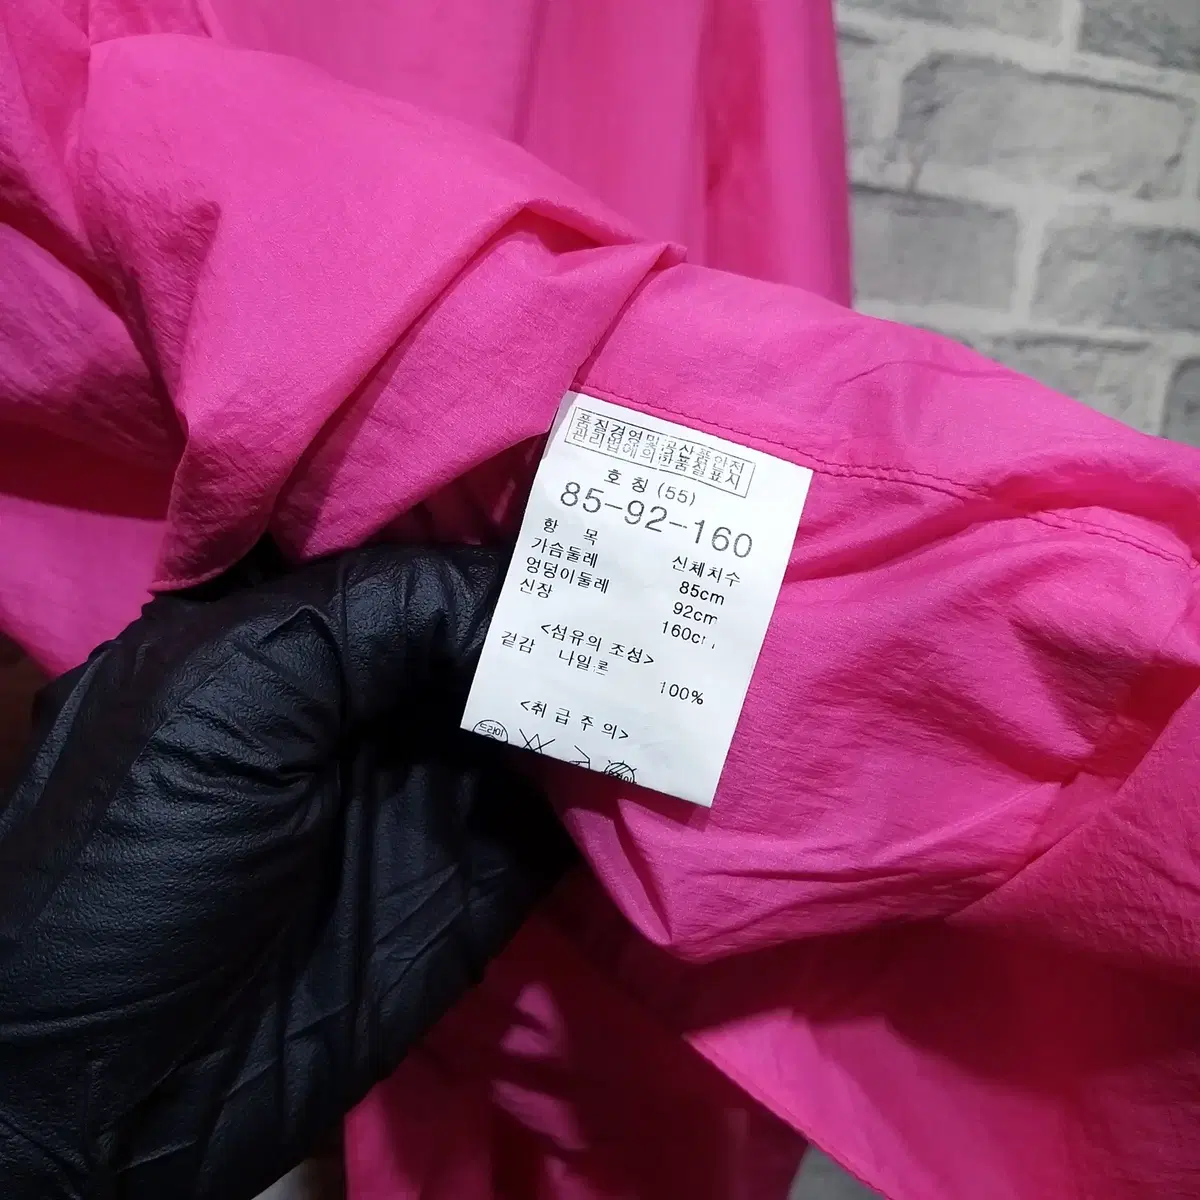 품질경영 및 공산품안전
관리법에 의한 품질표시
호 칭 (55)
85-92-160
항 목 신체치수
가슴둘레 85cm
엉덩이둘레 92cm
신장 160cm
<섬유의 조성>
겉감 나일론 100%
<취 급 주 의>
드라이